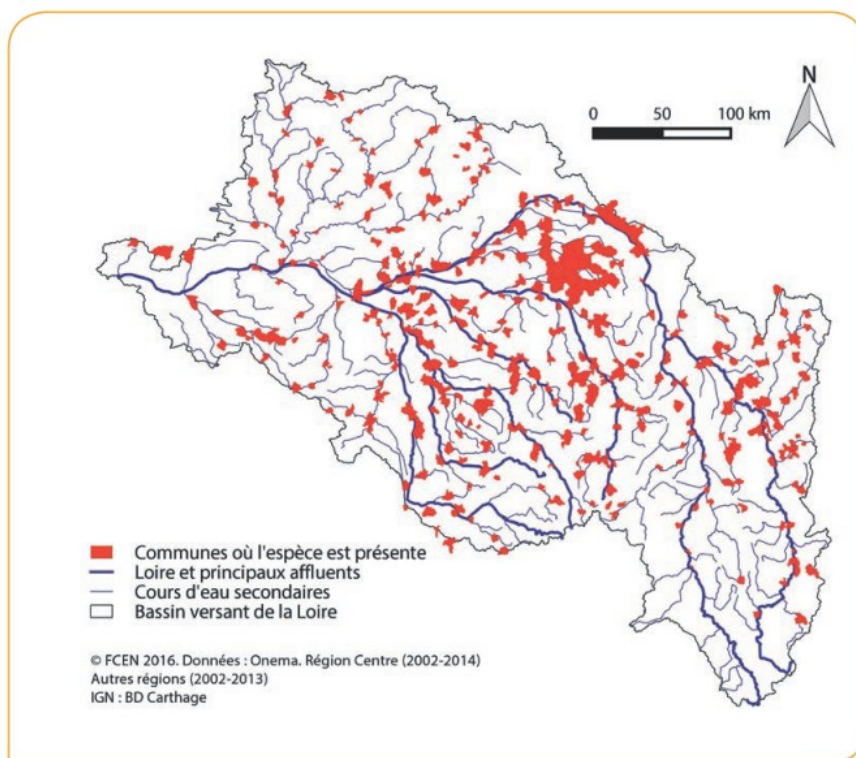 N
0 50 100 km
Communes où l'espèce est présente
Loire et principaux affluents
Cours d'eau secondaires
Bassin versant de la Loire
© FCEN 2016. Données : Onema. Région Centre (2002-2014)
Autres régions (2002-2013)
IGN : BD Carthage